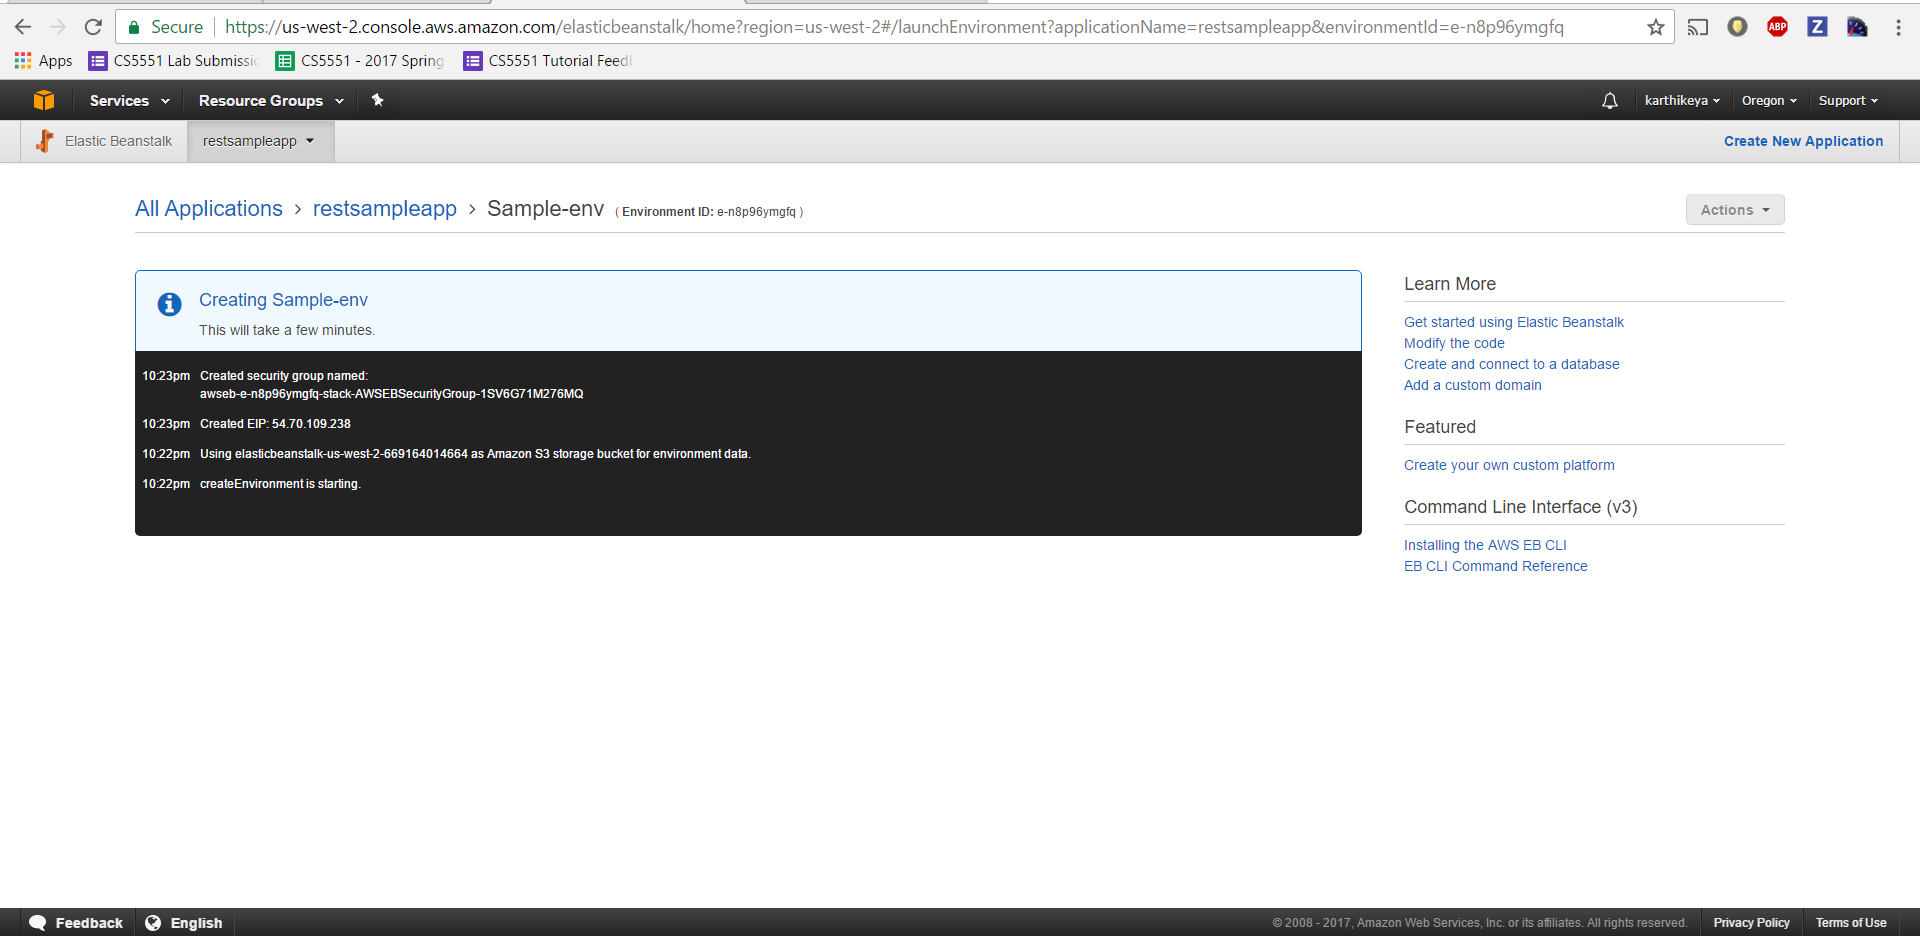 Secure https://us-west-2.console.aws.amazon.com/elasticbeanstalk/home?region=us-west-2#/launchEnvironment?applicationName=restsampleapp&environmentId=e-n8p96ymgfq
ABP
Z
Apps CS5551 Lab Submissic CS5551 - 2017 Spring CS5551 Tutorial Feedb
Services Resource Groups karthikeya Oregon Support
Elastic Beanstalk restsampleapp Create New Application
All Applications > restsampleapp > Sample-env ( Environment ID: e-n8p96ymgfq ) Actions
Creating Sample-env
This will take a few minutes.
10:23pm Created security group named:
awseb-e-n8p96ymgfq-stack-AWSEBSecurityGroup-1SV6G71M276MQ
10:23pm Created EIP: 54.70.109.238
10:22pm Using elasticbeanstalk-us-west-2-669164014664 as Amazon S3 storage bucket for environment data.
10:22pm createEnvironment is starting.
Learn More
Get started using Elastic Beanstalk
Modify the code
Create and connect to a database
Add a custom domain
Featured
Create your own custom platform
Command Line Interface (v3)
Installing the AWS EB CLI
EB CLI Command Reference
Feedback English © 2008 - 2017, Amazon Web Services, Inc. or its affiliates. All rights reserved. Privacy Policy Terms of Use